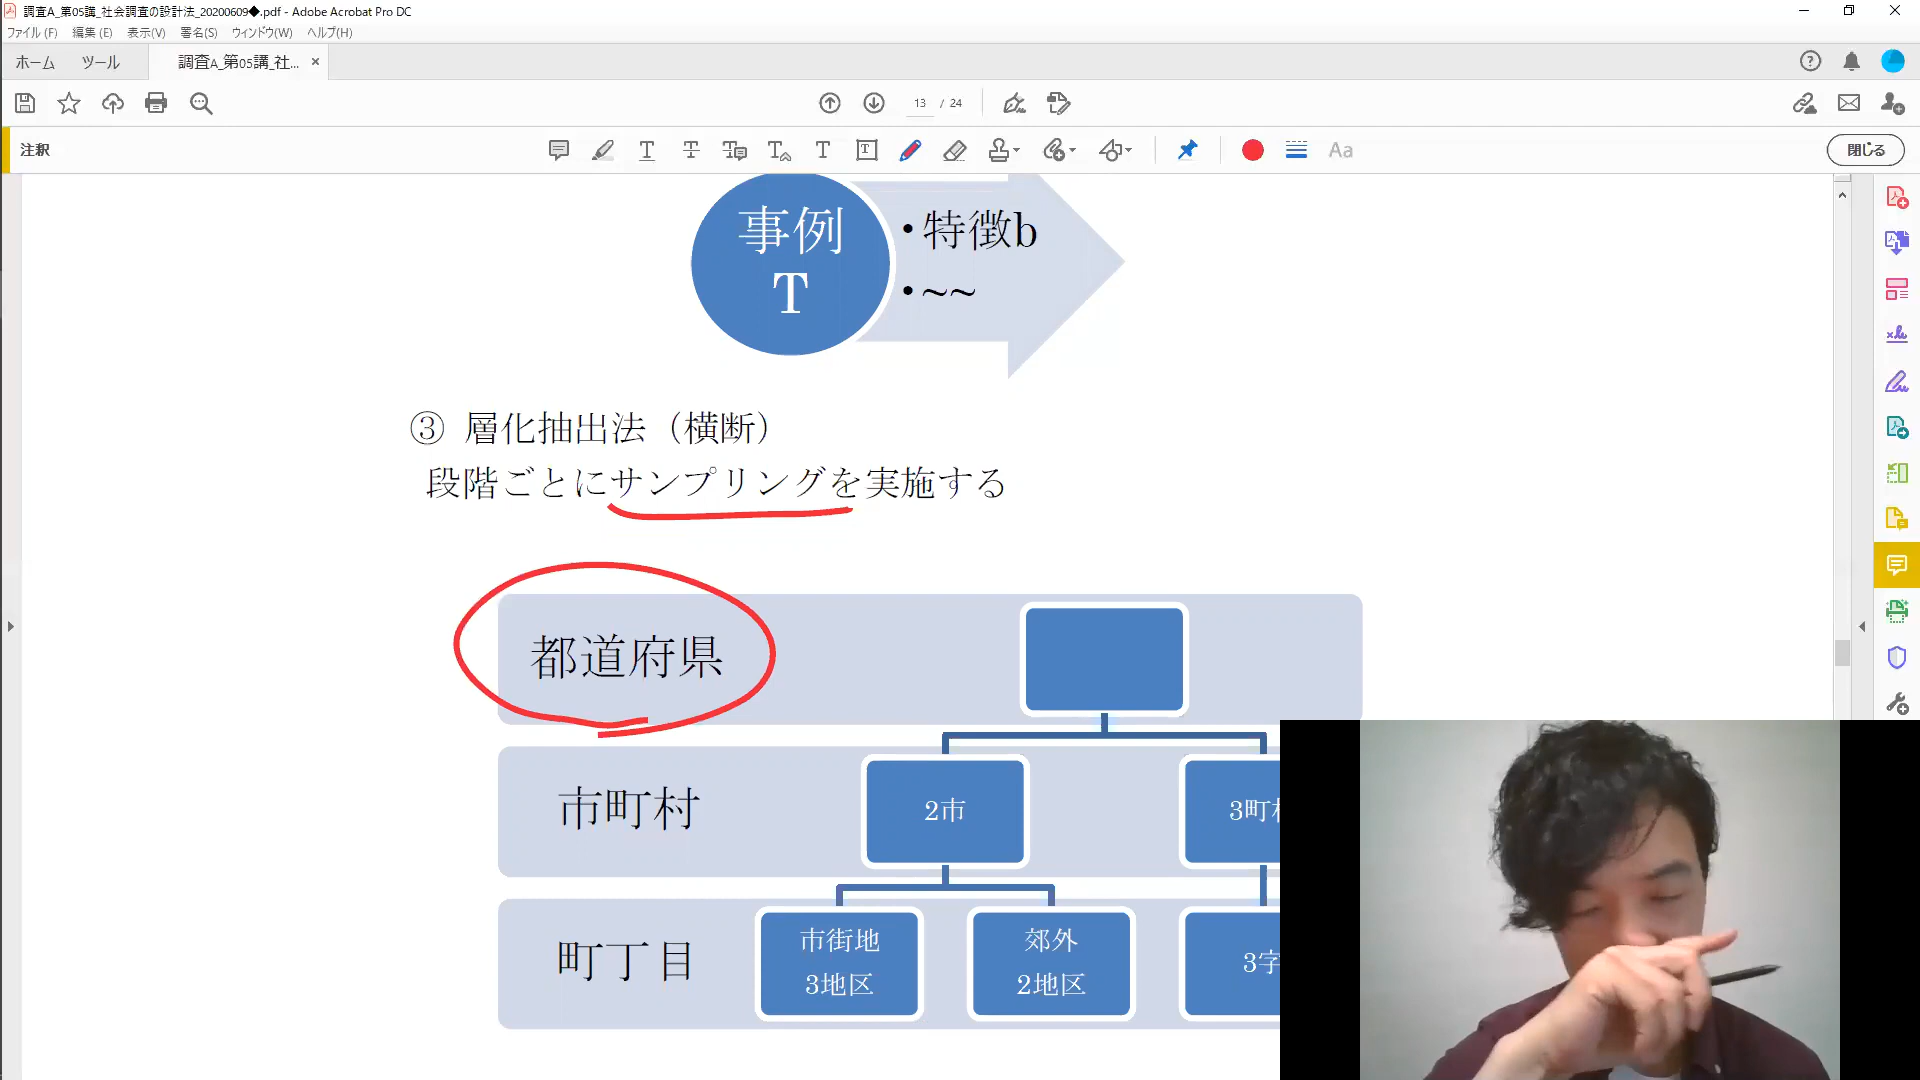 調査A_第05講_社会調査の設計法_20200609◆.pdf - Adobe Acrobat Pro DC
ファイル(F) 編集(E) 表示(V) 署名(S) ウィンドウ(W) ヘルプ(H)
ホーム ツール 調査A_第05講_社... ×
13 / 24
注釈 Aa 閉じる
事例
T
・特徴b
・~~
③ 層化抽出法（横断）
段階ごとにサンプリングを実施する
都道府県
市町村 2市
町丁目
市街地
3地区
郊外
2地区
3字